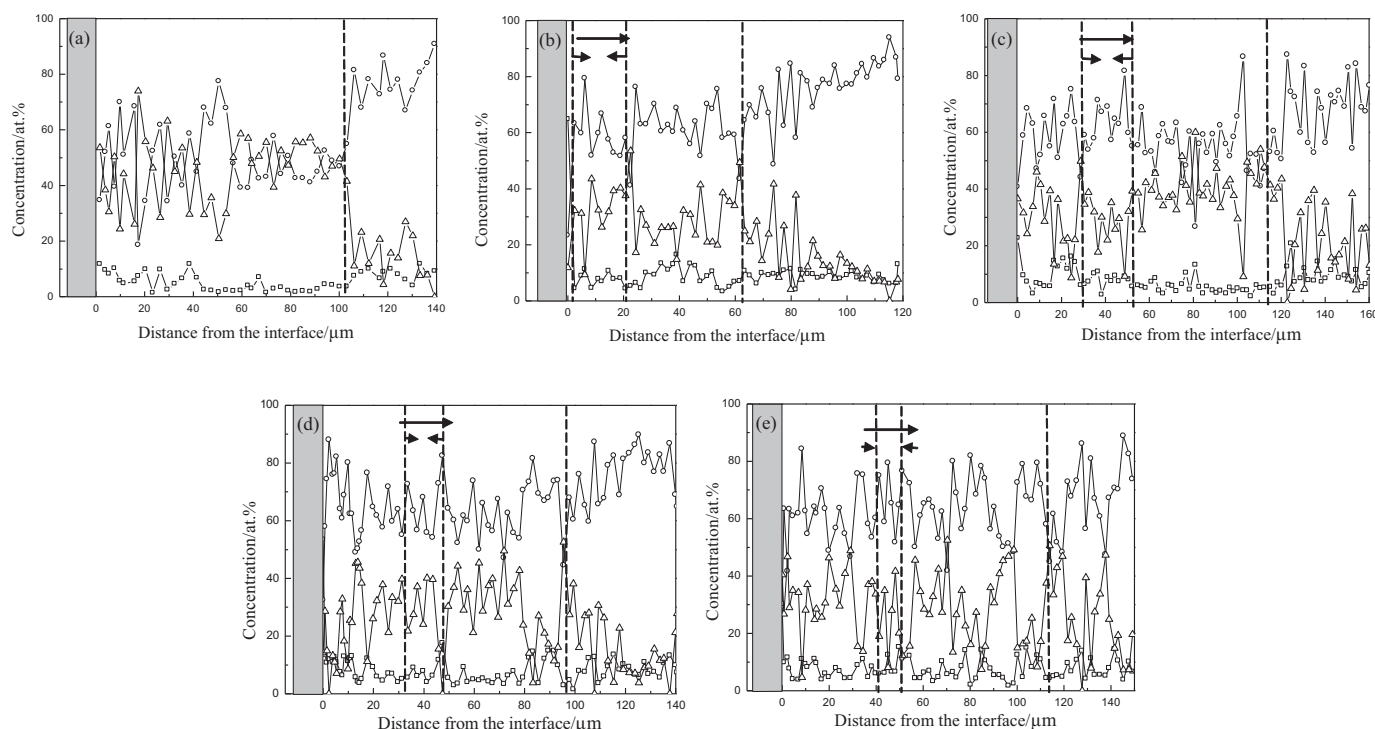 (a)
Concentration/at.%
100
80
60
40
20
0
0 20 40 60 80 100 120 140
Distance from the interface/μm
(b)
Concentration/at.%
100
80
60
40
20
0
0 20 40 60 80 100 120
Distance from the interface/μm
(c)
Concentration/at.%
100
80
60
40
20
0
0 20 40 60 80 100 120 140 160
Distance from the interface/μm
(d)
Concentration/at.%
100
80
60
40
20
0
0 20 40 60 80 100 120 140
Distance from the interface/μm
(e)
Concentration/at.%
100
80
60
40
20
0
0 20 40 60 80 100 120 140
Distance from the interface/μm